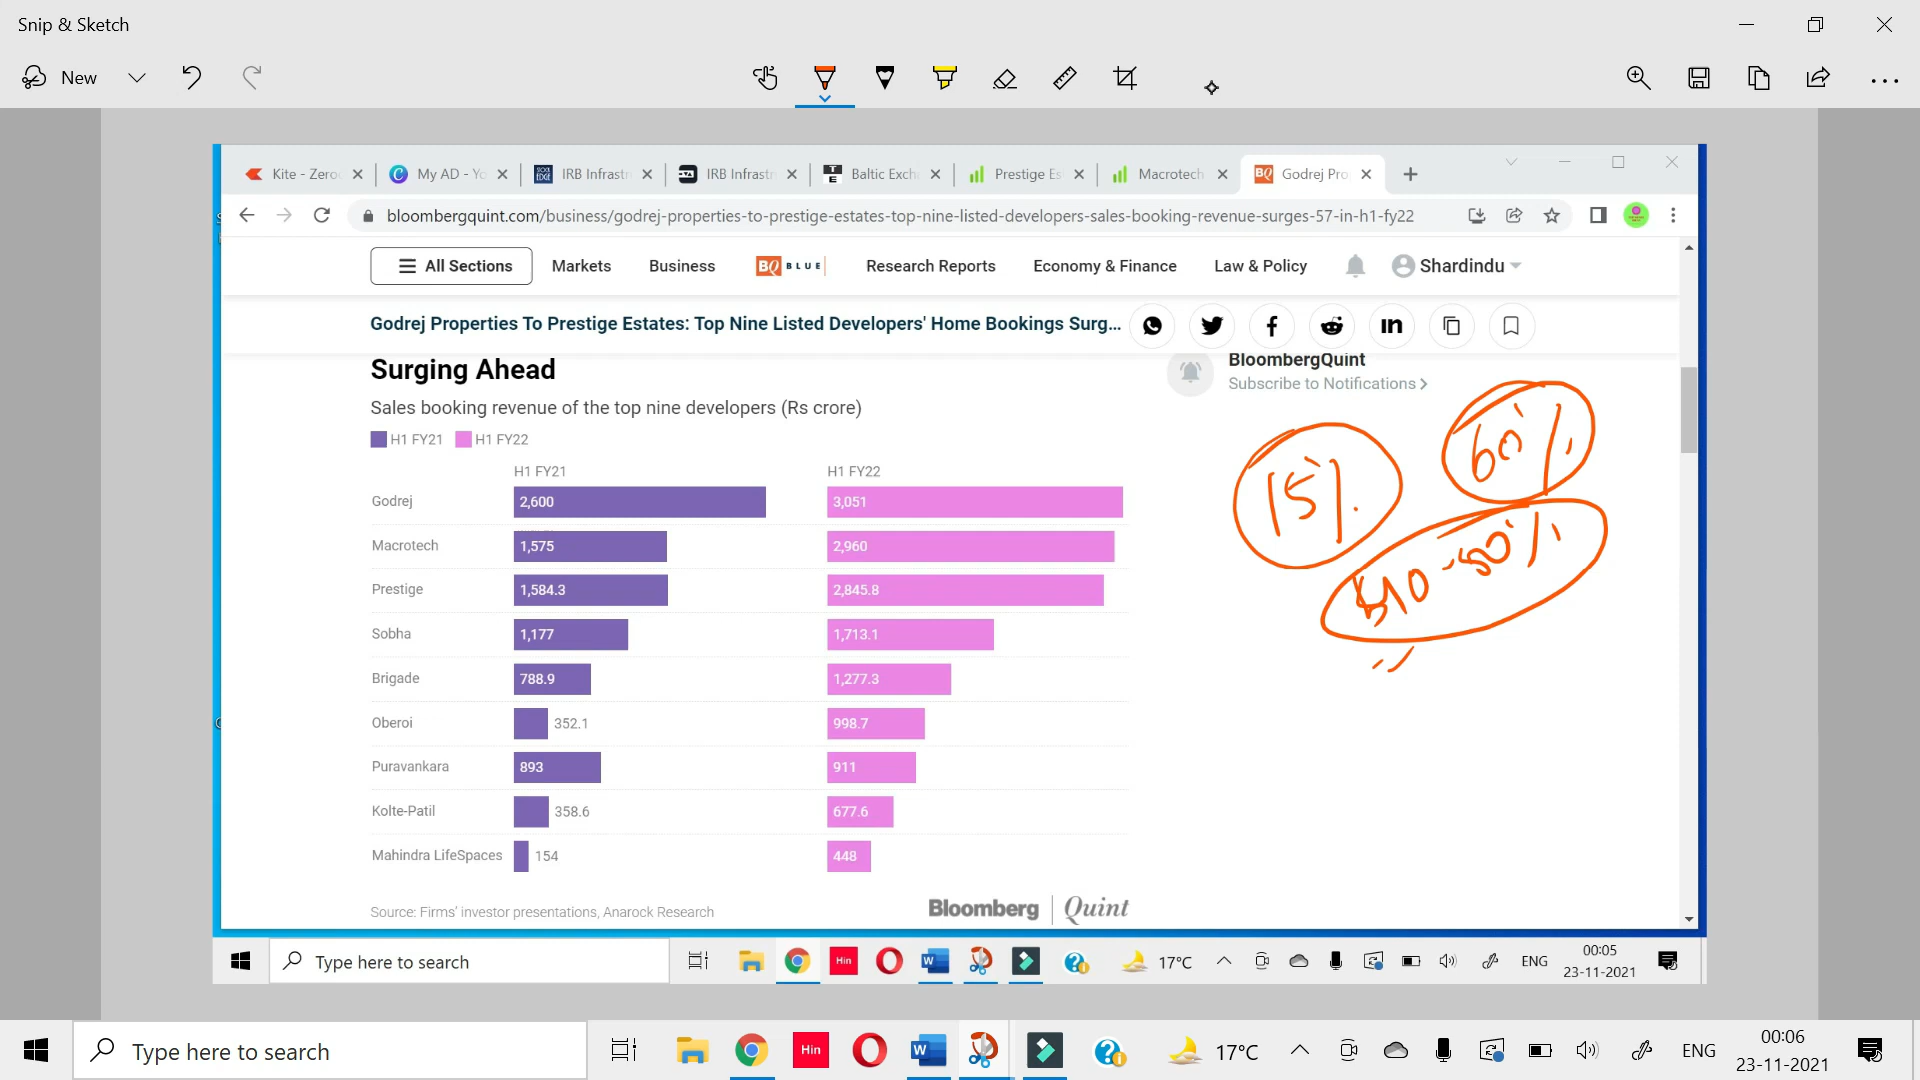 Snip & Sketch
New
Kite - Zero
My AD - Yo
IRB Infrastr
IRB Infrastr
Baltic Exch
Prestige Es
Macrotech
Godrej Pro
bloombergquint.com/business/godrej-properties-to-prestige-estates-top-nine-listed-developers-sales-booking-revenue-surges-57-in-h1-fy22
All Sections
Markets
Business
BQ BLUE
Research Reports
Economy & Finance
Law & Policy
Shardindu
Godrej Properties To Prestige Estates: Top Nine Listed Developers' Home Bookings Surg...
BloombergQuint
Subscribe to Notifications
Surging Ahead
Sales booking revenue of the top nine developers (Rs crore)
H1 FY21 H1 FY22
H1 FY21 H1 FY22
Godrej 2,600 3,051
Macrotech 1,575 2,960
Prestige 1,584.3 2,845.8
Sobha 1,177 1,713.1
Brigade 788.9 1,277.3
Oberoi 352.1 998.7
Puravankara 893 911
Kolte-Patil 358.6 677.6
Mahindra LifeSpaces 154 448
Source: Firms' investor presentations, Anarock Research
Bloomberg | Quint
15%
60%
Type here to search
Hin
17°C
ENG
00:05
23-11-2021
Type here to search
Hin
17°C
ENG
00:06
23-11-2021